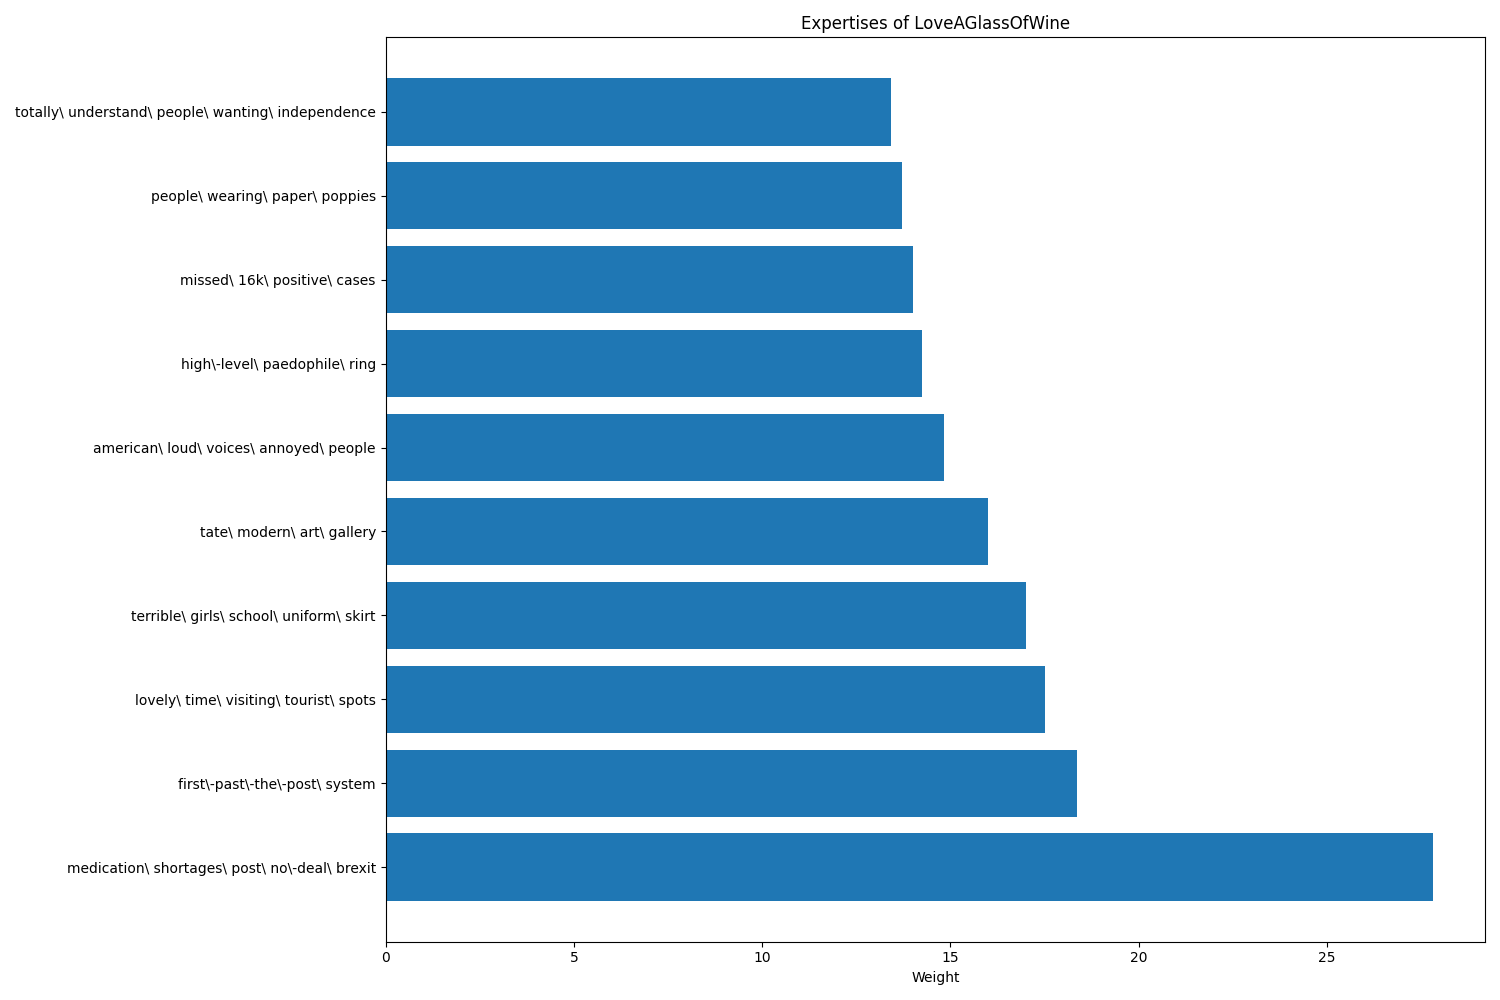 Expertises of LoveAGlassOfWine
totally\ understand\ people\ wanting\ independence
people\ wearing\ paper\ poppies
missed\ 16k\ positive\ cases
high\-level\ paedophile\ ring
american\ loud\ voices\ annoyed\ people
tate\ modern\ art\ gallery
terrible\ girls\ school\ uniform\ skirt
lovely\ time\ visiting\ tourist\ spots
first\-past\-the\-post\ system
medication\ shortages\ post\ no\-deal\ brexit
0 5 10 15 20 25
Weight